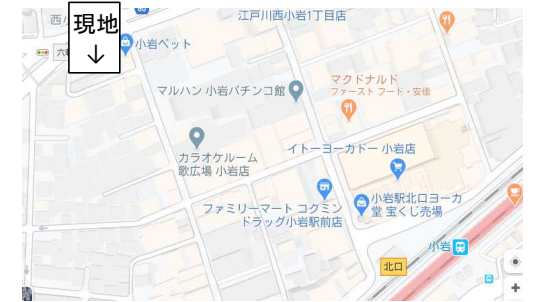 江戸川西小岩1丁目店
西
現地
↓
六
小岩ペット
マルハン 小岩パチンコ館
マクドナルド
ファースト フード・安価
カラオケルーム
歌広場 小岩店
イトーヨーカドー 小岩店
ファミリーマート コクミン
ドラッグ小岩駅前店
小岩駅北口ヨーカ
堂 宝くじ売場
小岩
北口
+